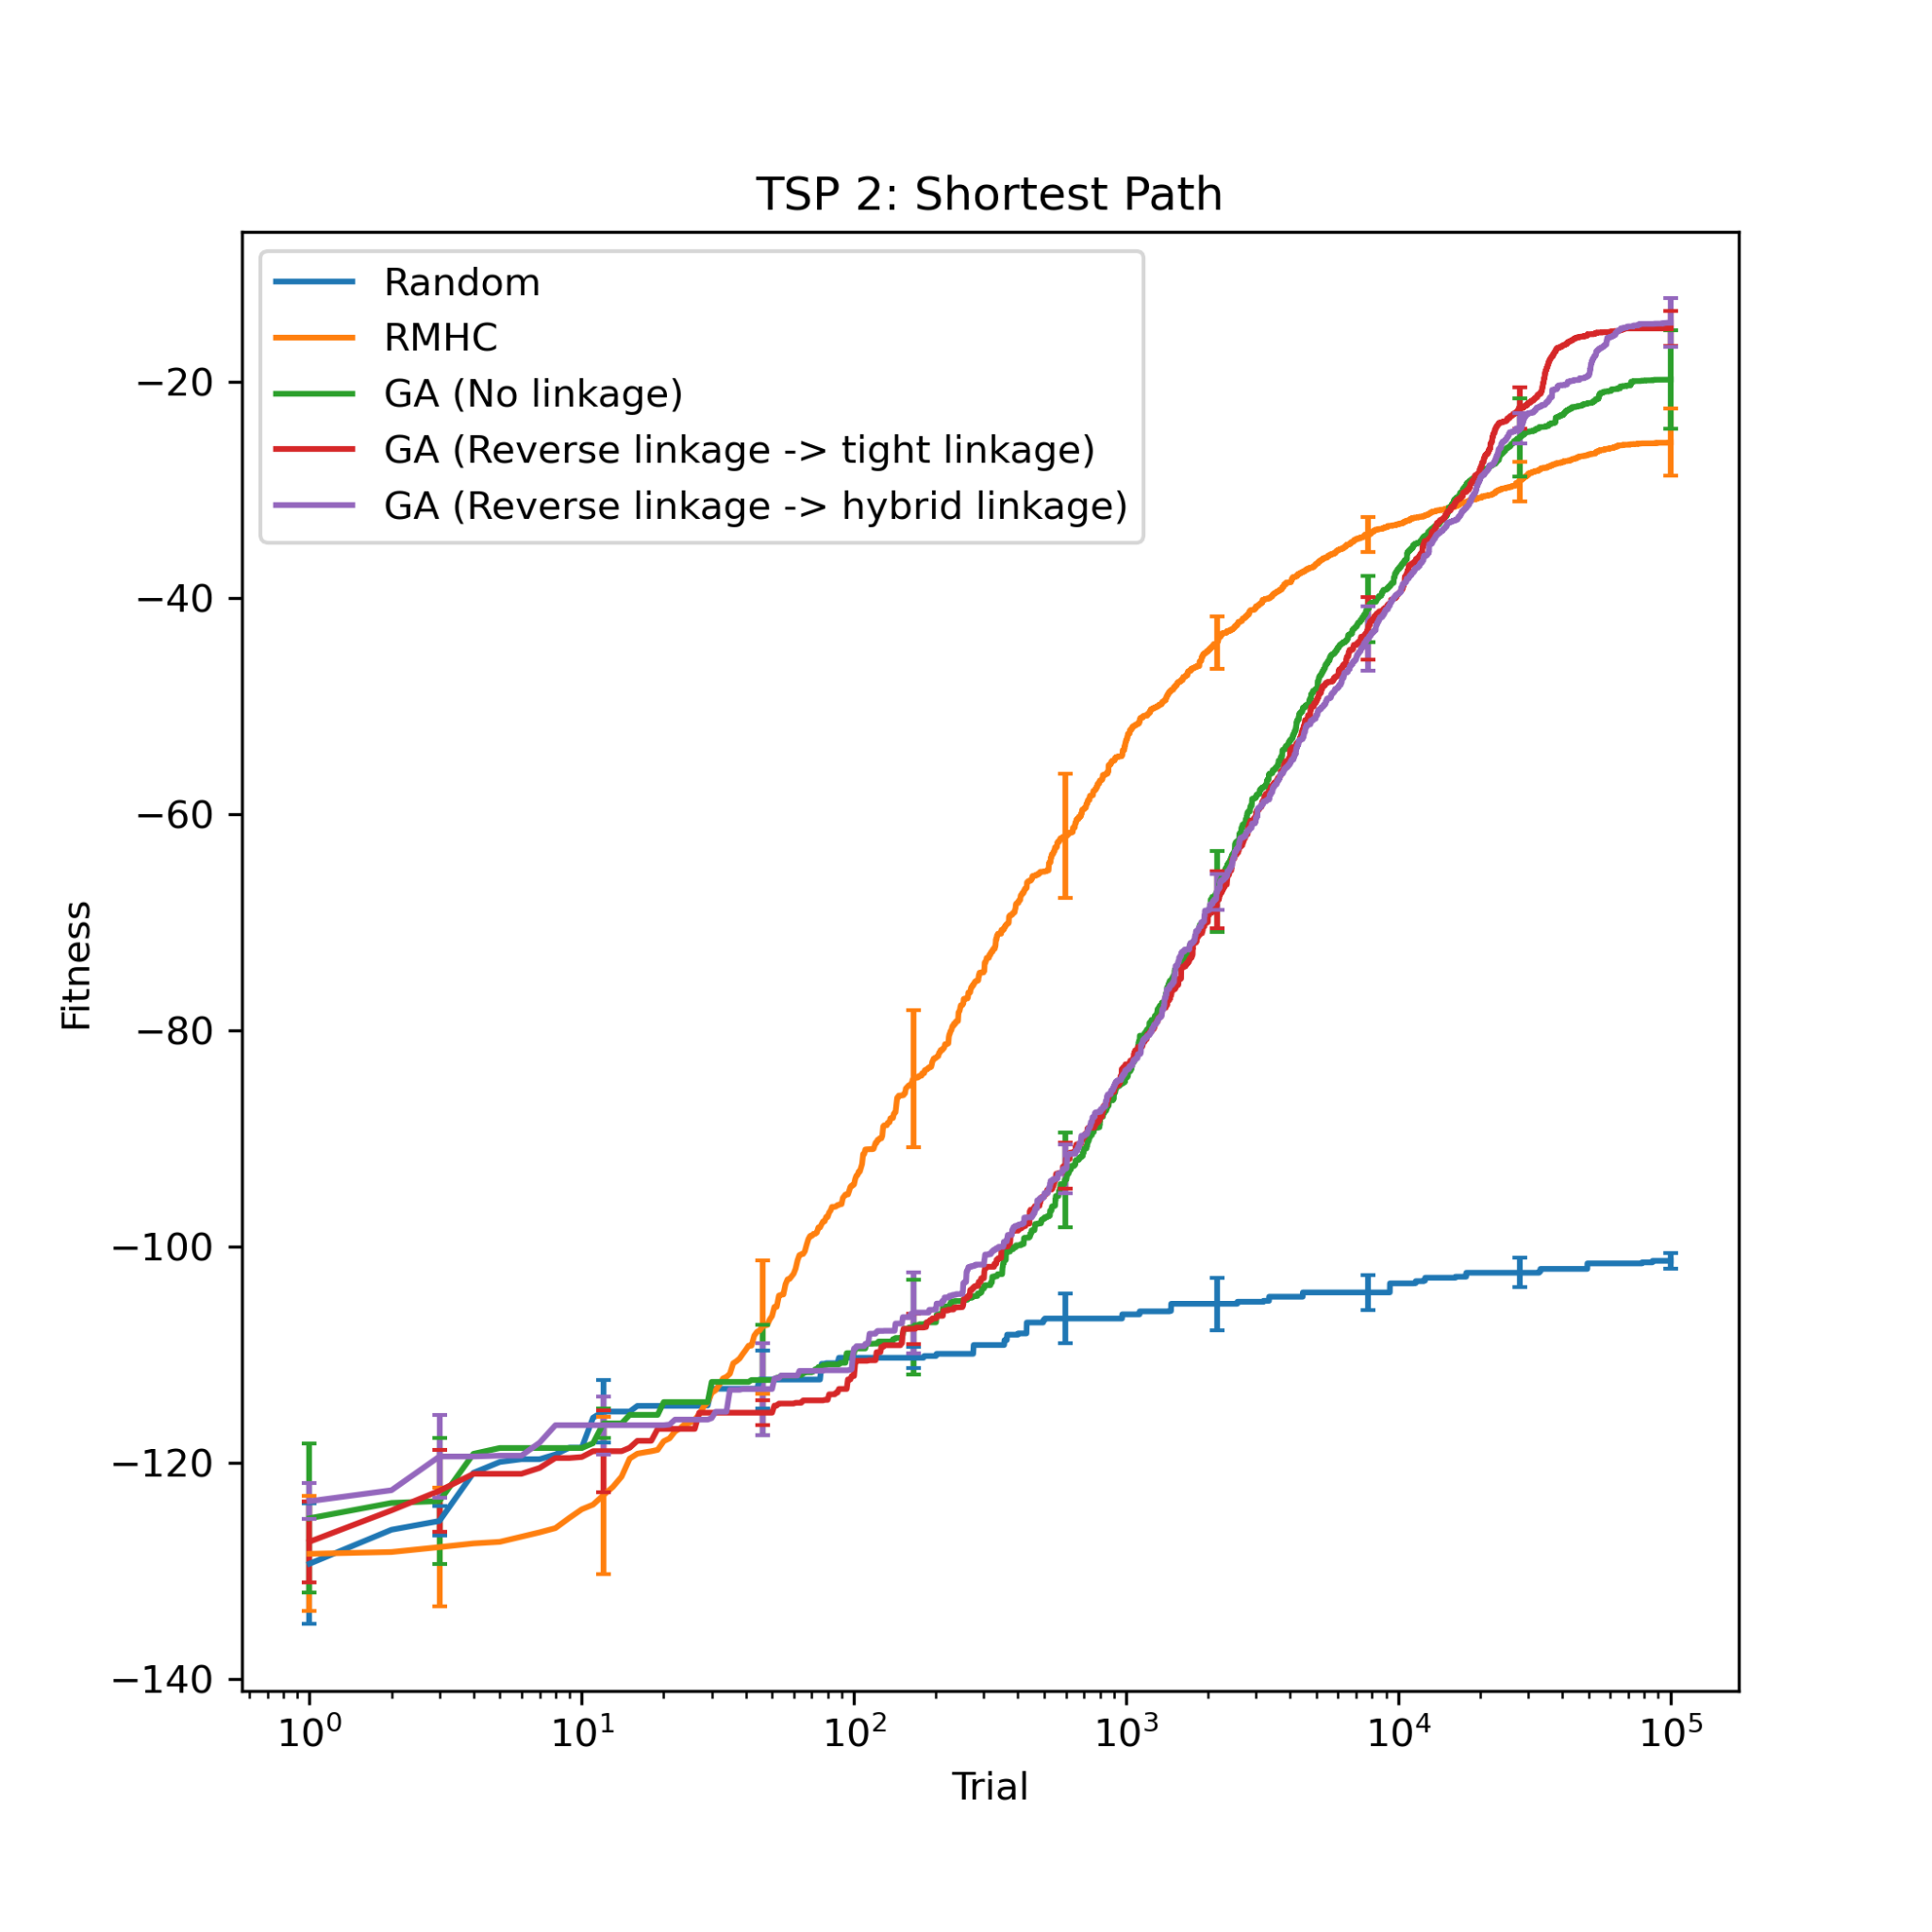 TSP 2: Shortest Path
Random
RMHC
GA (No linkage)
GA (Reverse linkage -> tight linkage)
GA (Reverse linkage -> hybrid linkage)
Fitness
−20
−40
−60
−80
−100
−120
−140
10⁰ 10¹ 10² 10³ 10⁴ 10⁵
Trial